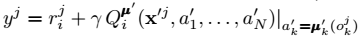 $y^j = r_i^j + \gamma \, Q_i^{\boldsymbol{\mu}'}(\mathbf{x}'^j, a_1', \ldots, a_N')|_{a_k'=\boldsymbol{\mu}_k'(o_k^j)}$